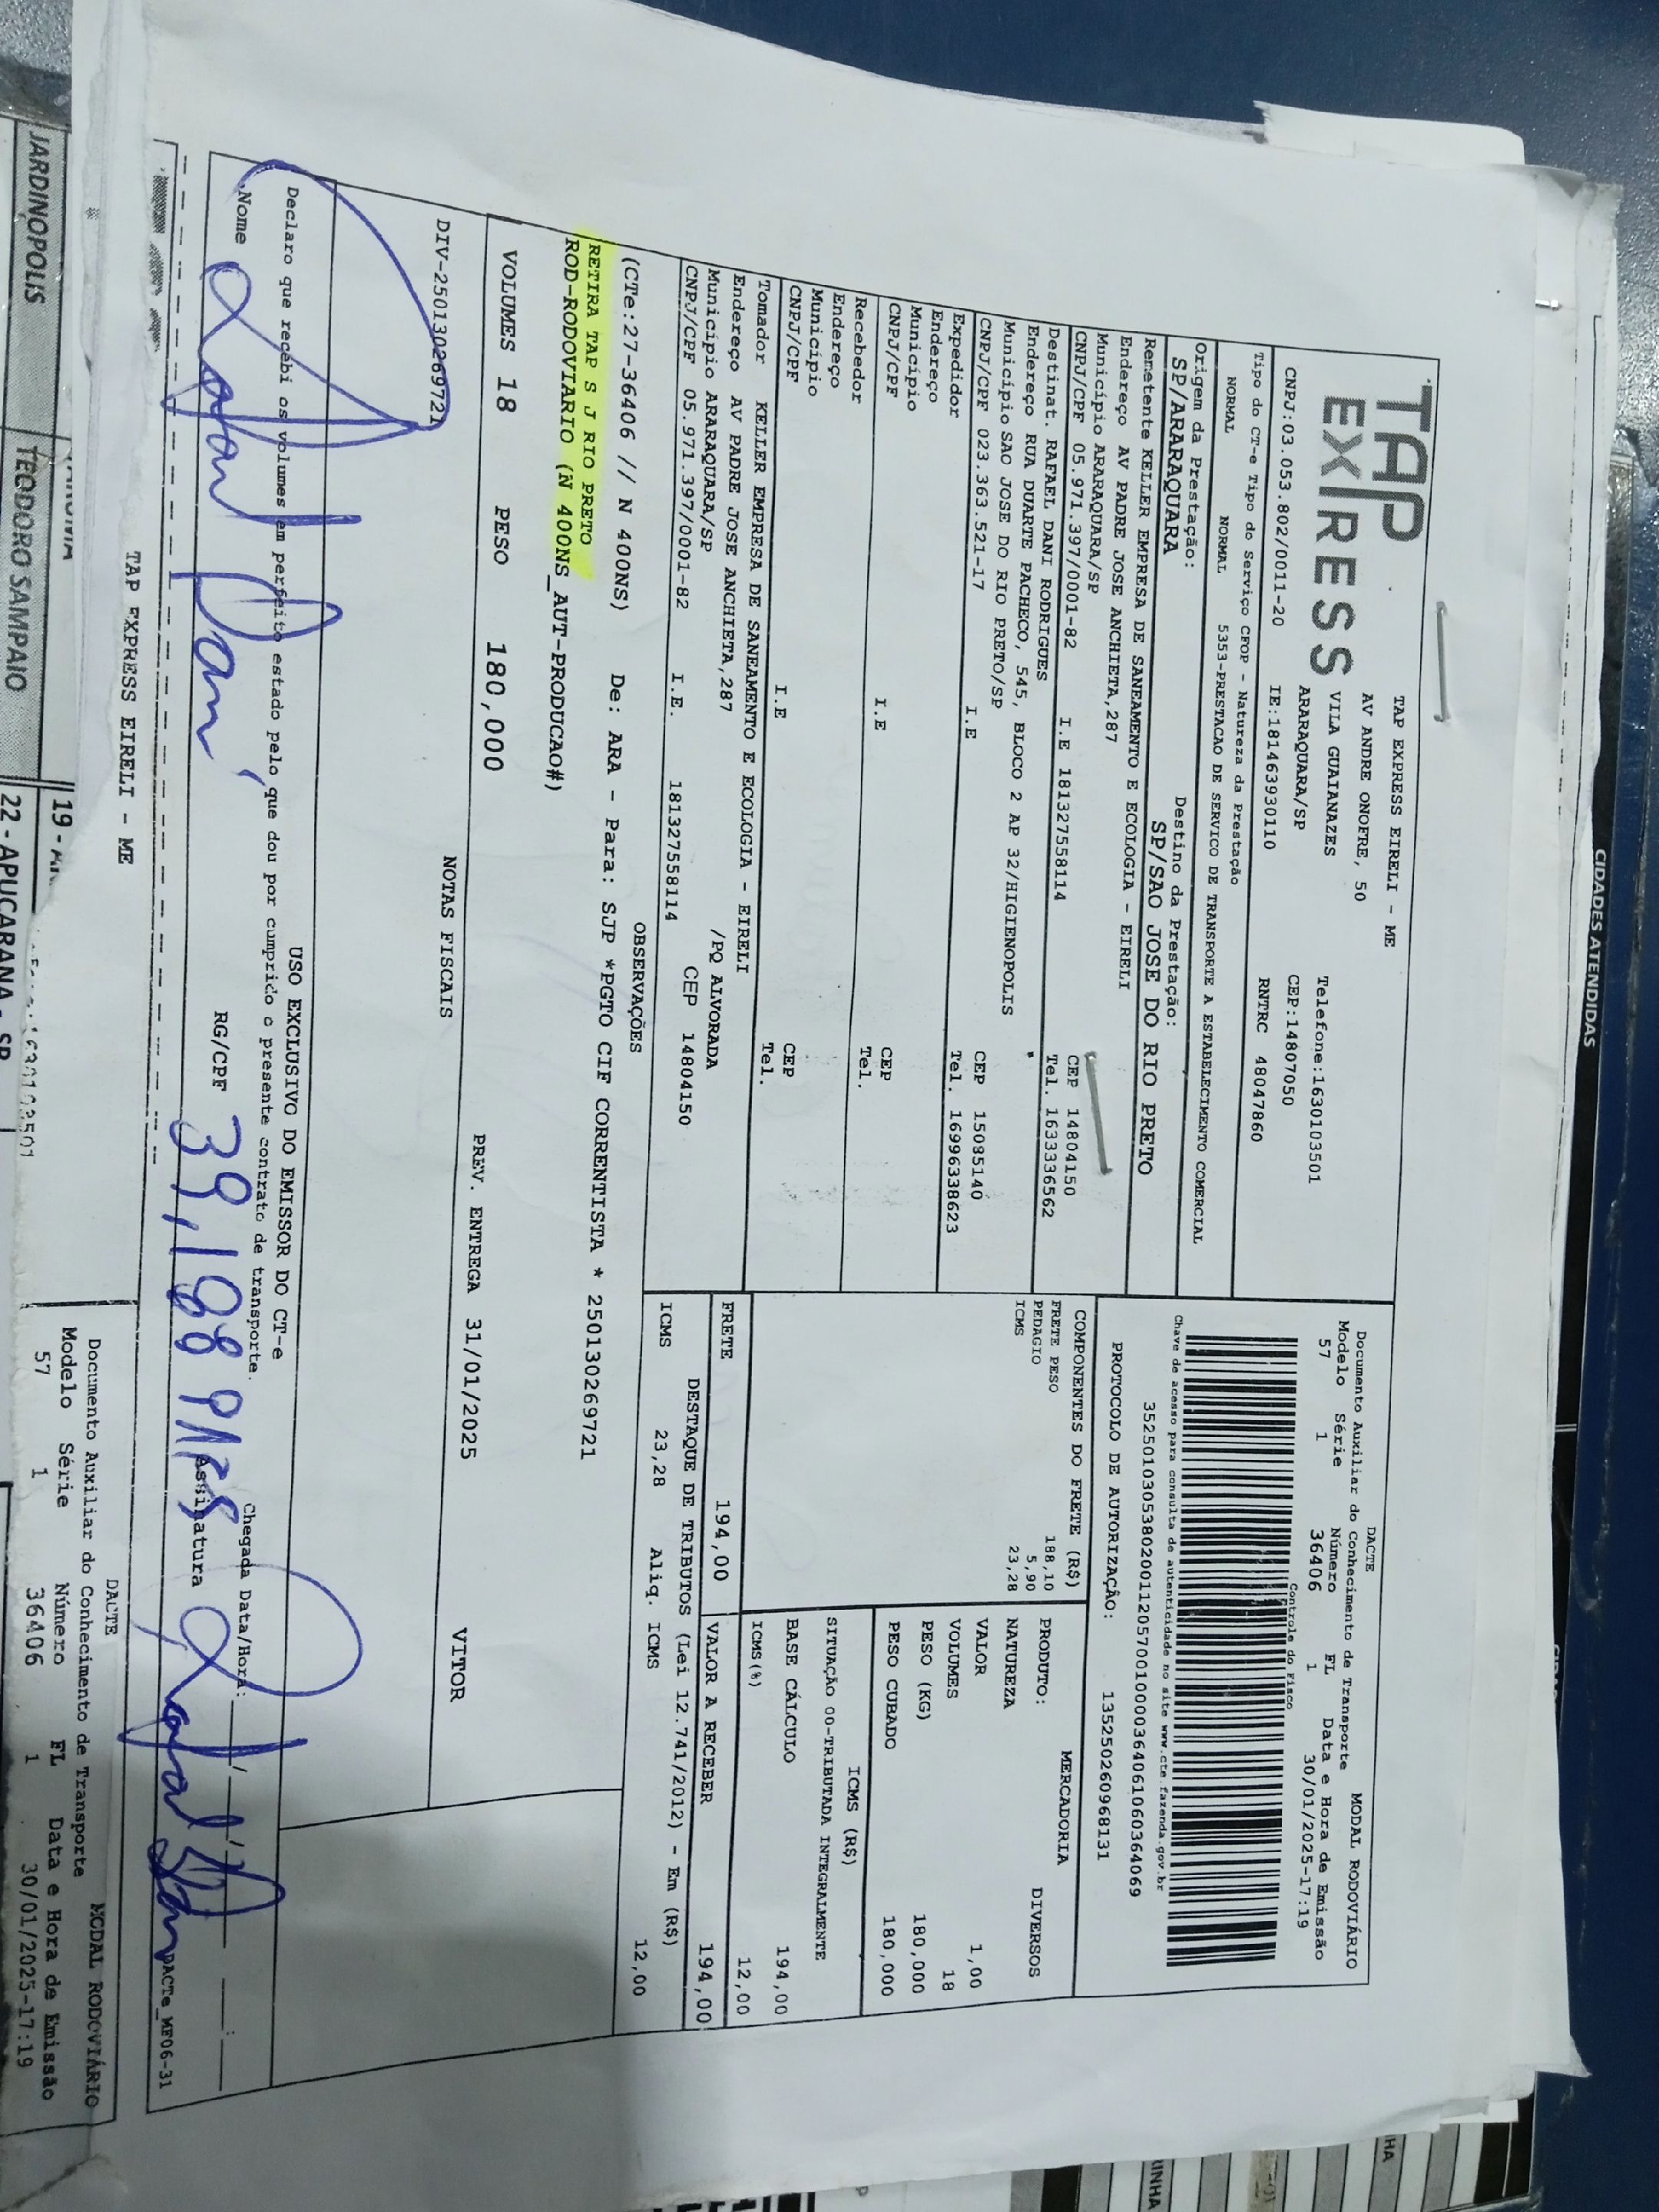 CIDADES ATENDIDAS
TAP
EXPRESS
TAP EXPRESS EIRELI - ME
AV ANDRE ONOFRE, 50
VILA GUAIANAZES
ARARAQUARA/SP
Telefone:1630103501
CEP:14807050
CNPJ:03.053.802/0011-20
IE:181463930110
RNTRC 48047860
DACTE
Documento Auxiliar do Conhecimento de Transporte
MODAL RODOVIÁRIO
Modelo Série Número FL Data e Hora de Emissão
57 1 36406 1 30/01/2025-17:19
Controle do Fisco
Tipo do CT-e Tipo do Serviço CFOP - Natureza da Prestação
NORMAL NORMAL 5353-PRESTACAO DE SERVICO DE TRANSPORTE A ESTABELECIMENTO COMERCIAL
Chave de acesso para consulta de autenticidade no site www.cte.fazenda.gov.br
35250103053802001120570010000364061060364069
PROTOCOLO DE AUTORIZAÇÃO: 135250260968131
Origem da Prestação: Destino da Prestação:
SP/ARARAQUARA SP/SAO JOSE DO RIO PRETO
Remetente KELLER EMPRESA DE SANEAMENTO E ECOLOGIA - EIRELI
Endereço AV PADRE JOSE ANCHIETA,287
Município ARARAQUARA/SP CEP 14804150
CNPJ/CPF 05.971.397/0001-82 I.E 181327558114 Tel. 1633336562
Destinat. RAFAEL DANI RODRIGUES
Endereço RUA DUARTE PACHECO, 545, BLOCO 2 AP 32/HIGIENOPOLIS
Município SAO JOSE DO RIO PRETO/SP CEP 15085140
CNPJ/CPF 023.363.521-17 I.E Tel. 16996338623
Expedidor
Endereço
Município CEP
CNPJ/CPF I.E Tel.
Recebedor
Endereço
Município CEP
CNPJ/CPF I.E Tel.
Tomador KELLER EMPRESA DE SANEAMENTO E ECOLOGIA - EIRELI
Endereço AV PADRE JOSE ANCHIETA,287 /PQ ALVORADA
Município ARARAQUARA/SP CEP 14804150
CNPJ/CPF 05.971.397/0001-82 I.E. 181327558114
COMPONENTES DO FRETE (R$)
FRETE PESO 188,10
PEDAGIO 5,90
ICMS 23,28
MERCADORIA
PRODUTO: DIVERSOS
NATUREZA
VALOR 1,00
VOLUMES 18
PESO (KG) 180,000
PESO CUBADO 180,000
ICMS (R$)
SITUAÇÃO 00-TRIBUTADA INTEGRALMENTE
BASE CÁLCULO 194,00
ICMS(%) 12,00
FRETE 194,00 VALOR A RECEBER 194,00
DESTAQUE DE TRIBUTOS (Lei 12.741/2012) - Em (R$)
ICMS 23,28 Aliq. ICMS 12,00
OBSERVAÇÕES
(CTe:27-36406 // N 400NS) De: ARA - Para: SJP *PGTO CIF CORRENTISTA * 250130269721
RETIRA TAP S J RIO PRETO
ROD-RODOVIARIO (N 400NS_AUT-PRODUCAO#)
VOLUMES 18 PESO 180,000 PREV. ENTREGA 31/01/2025 VITOR
NOTAS FISCAIS
DIV-250130269721
USO EXCLUSIVO DO EMISSOR DO CT-e
Declaro que recebi os volumes em perfeito estado pelo que dou por cumprido o presente contrato de transporte.
Chegada Data/Hora:
Nome Rafael Dani RG/CPF Assinatura
DACTe_MF06-31
TAP EXPRESS EIRELI - ME
DACTE
Documento Auxiliar do Conhecimento de Transporte
MODAL RODOVIÁRIO
Modelo Série Número FL Data e Hora de Emissão
57 1 36406 1 30/01/2025-17:19
JARDINOPOLIS
TEODORO SAMPAIO
22 - APUCARANA - SP